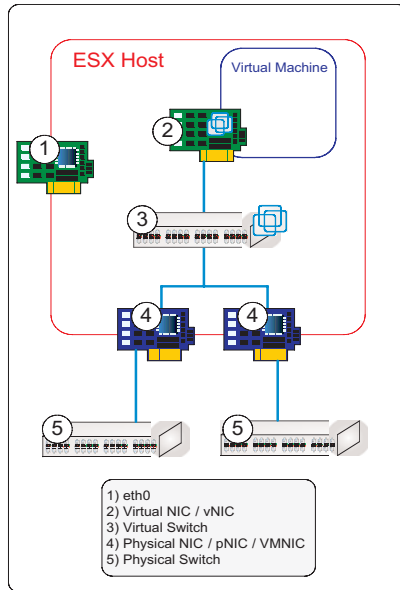 ESX Host
Virtual Machine
1
2
3
4
4
5
5
1) eth0
2) Virtual NIC / vNIC
3) Virtual Switch
4) Physical NIC / pNIC / VMNIC
5) Physical Switch